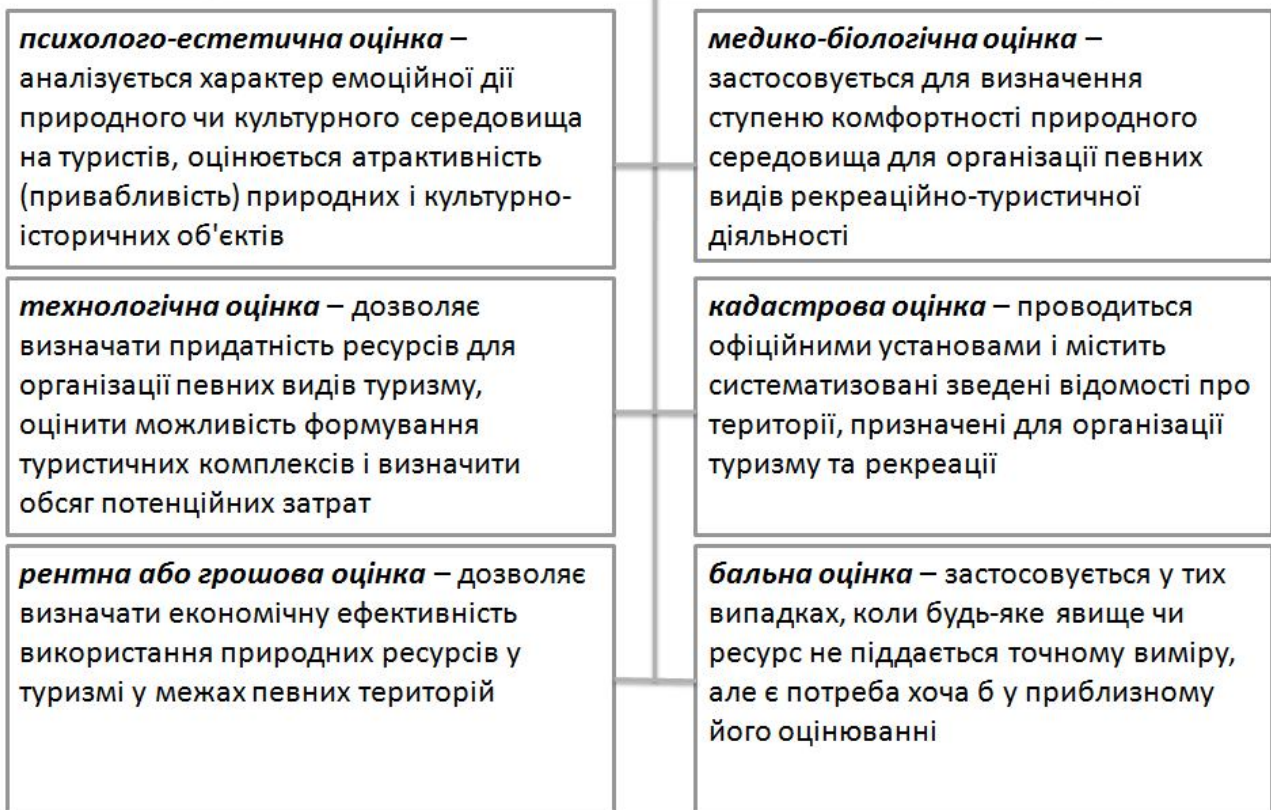 психолого-естетична оцінка –
аналізується характер емоційної дії
природного чи культурного середовища
на туристів, оцінюється атрактивність
(привабливість) природних і культурно-
історичних об'єктів
медико-біологічна оцінка –
застосовується для визначення
ступеню комфортності природного
середовища для організації певних
видів рекреаційно-туристичної
діяльності
технологічна оцінка – дозволяє
визначати придатність ресурсів для
організації певних видів туризму,
оцінити можливість формування
туристичних комплексів і визначити
обсяг потенційних затрат
кадастрова оцінка – проводиться
офіційними установами і містить
систематизовані зведені відомості про
території, призначені для організації
туризму та рекреації
рентна або грошова оцінка – дозволяє
визначати економічну ефективність
використання природних ресурсів у
туризмі у межах певних територій
бальна оцінка – застосовується у тих
випадках, коли будь-яке явище чи
ресурс не піддається точному виміру,
але є потреба хоча б у приблизному
його оцінюванні